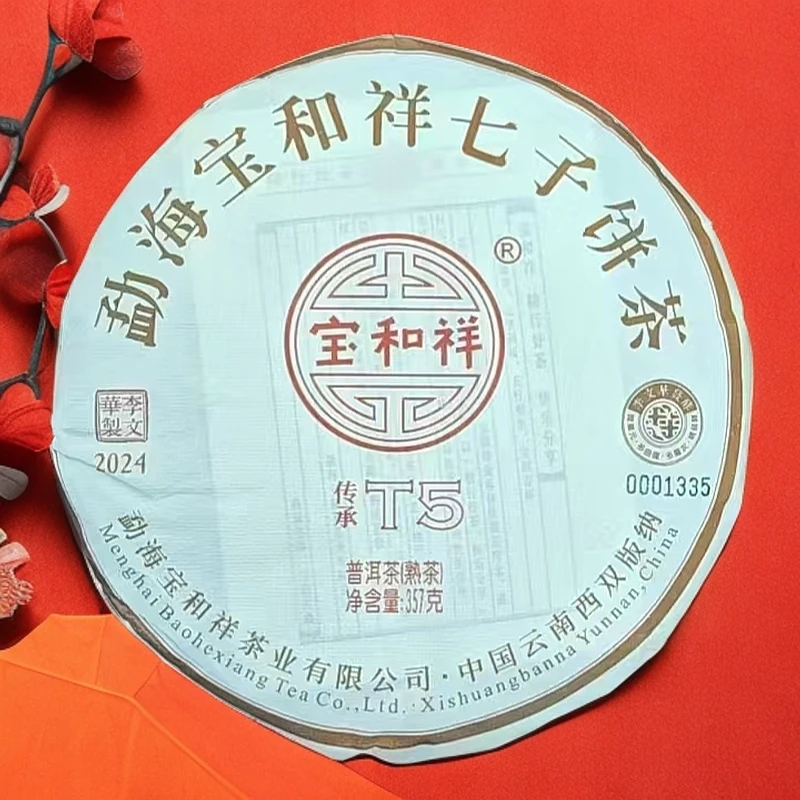 勐海宝和祥七子饼茶
®
宝和祥
李文
華製
2024
0001335
传承
T5
普洱茶(熟茶)
净含量:357克
勐海宝和祥茶业有限公司·中国云南西双版纳
Menghai Baohexiang Tea Co.,Ltd.·Xishuangbanna Yunnan, China